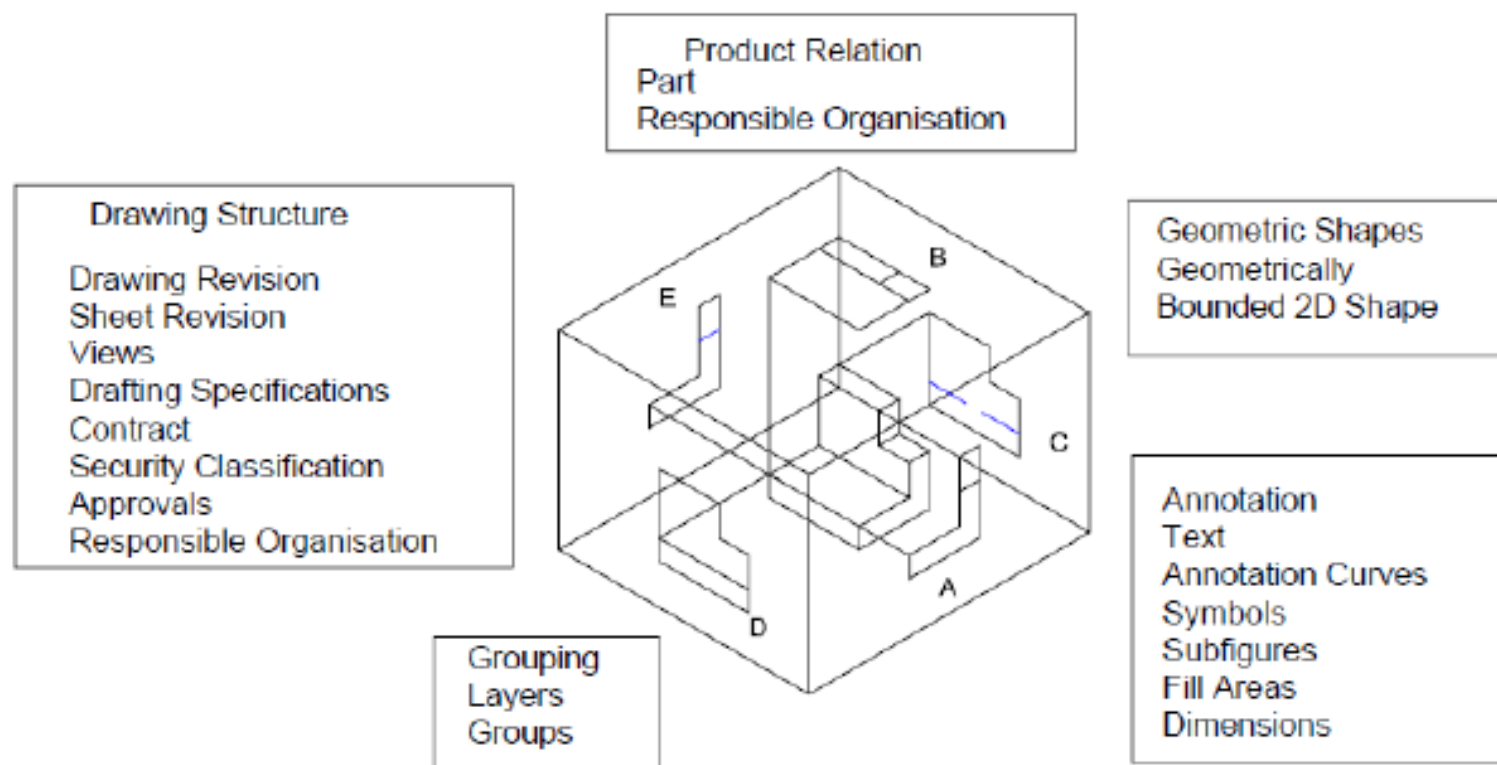 Product Relation
Part
Responsible Organisation
Drawing Structure
Drawing Revision
Sheet Revision
Views
Drafting Specifications
Contract
Security Classification
Approvals
Responsible Organisation
Geometric Shapes
Geometrically
Bounded 2D Shape
B
E
C
A
D
Annotation
Text
Annotation Curves
Symbols
Subfigures
Fill Areas
Dimensions
Grouping
Layers
Groups